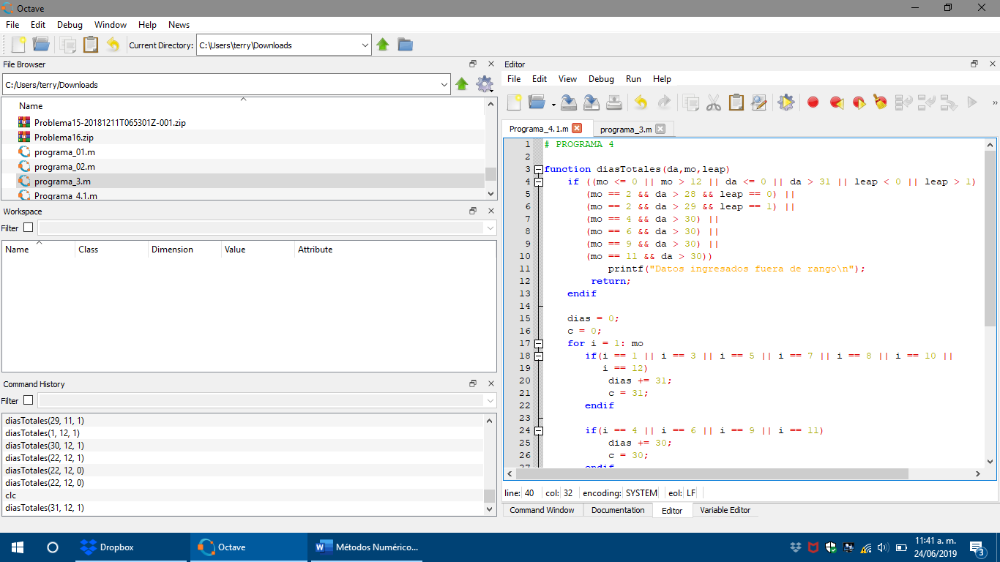 Octave
File Edit Debug Window Help News
Current Directory: C:\Users\terry\Downloads
File Browser
C:/Users/terry/Downloads
Name
Problema15-20181211T065301Z-001.zip
Problema16.zip
programa_01.m
programa_02.m
programa_3.m
Programa_4.1.m
Workspace
Filter
Name Class Dimension Value Attribute
Command History
Filter
diasTotales(29, 11, 1)
diasTotales(1, 12, 1)
diasTotales(30, 12, 1)
diasTotales(22, 12, 1)
diasTotales(22, 12, 0)
diasTotales(22, 12, 0)
clc
diasTotales(31, 12, 1)
Editor
File Edit View Debug Run Help
»
Programa_4.1.m programa_3.m
1 # PROGRAMA 4
2
3 function diasTotales(da,mo,leap)
4 if ((mo <= 0 || mo > 12 || da <= 0 || da > 31 || leap < 0 || leap > 1)
5 (mo == 2 && da > 28 && leap == 0) ||
6 (mo == 2 && da > 29 && leap == 1) ||
7 (mo == 4 && da > 30) ||
8 (mo == 6 && da > 30) ||
9 (mo == 9 && da > 30) ||
10 (mo == 11 && da > 30))
11 printf("Datos ingresados fuera de rango\n");
12 return;
13 endif
14
15 dias = 0;
16 c = 0;
17 for i = 1: mo
18 if(i == 1 || i == 3 || i == 5 || i == 7 || i == 8 || i == 10 ||
19 i == 12)
20 dias += 31;
21 c = 31;
22 endif
23
24 if(i == 4 || i == 6 || i == 9 || i == 11)
25 dias += 30;
26 c = 30;
27 endif
line: 40 col: 32 encoding: SYSTEM eol: LF
Command Window Documentation Editor Variable Editor
Dropbox Octave Métodos Numérico...
11:41 a. m.
24/06/2019
3